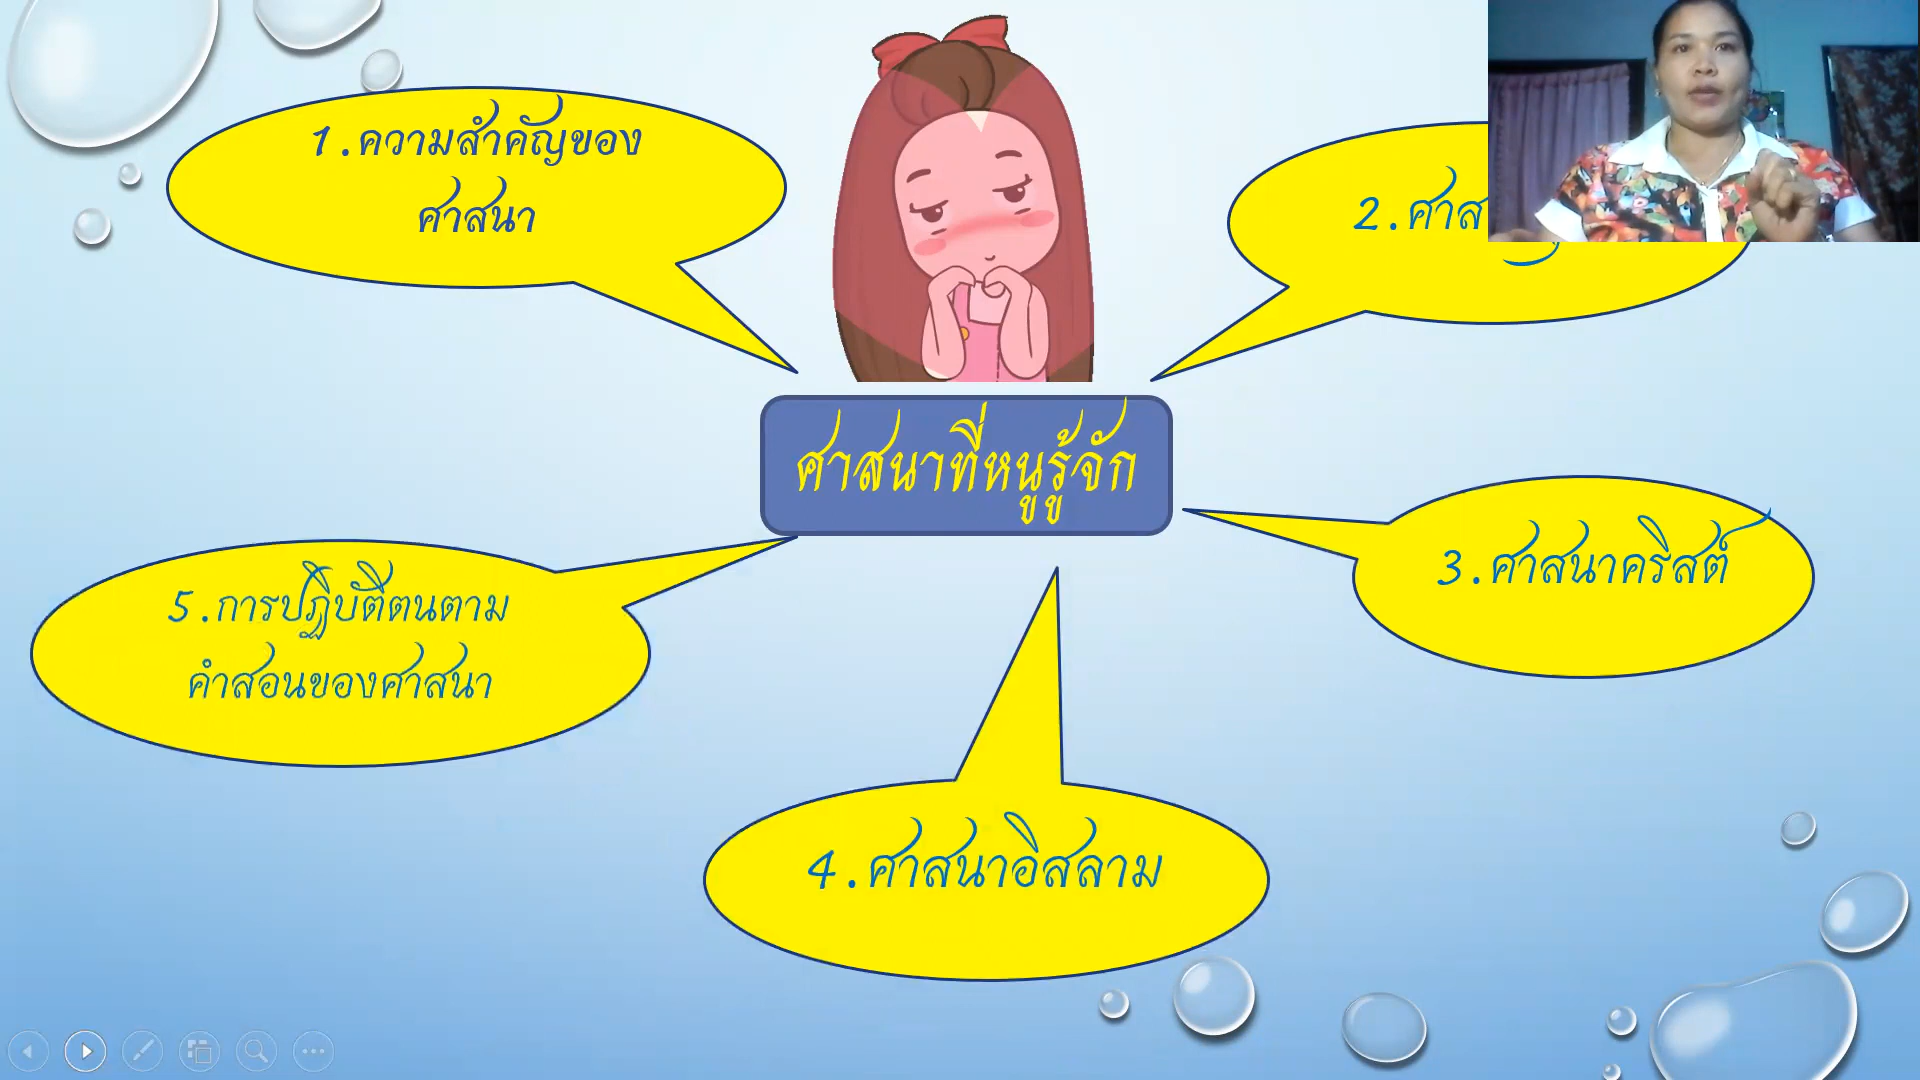 1.ความสำคัญของ
ศาสนา
2.ศาส
ศาสนาที่หนูรู้จัก
3.ศาสนาคริสต์
4.ศาสนาอิสลาม
5.การปฏิบัติตนตาม
คำสอนของศาสนา